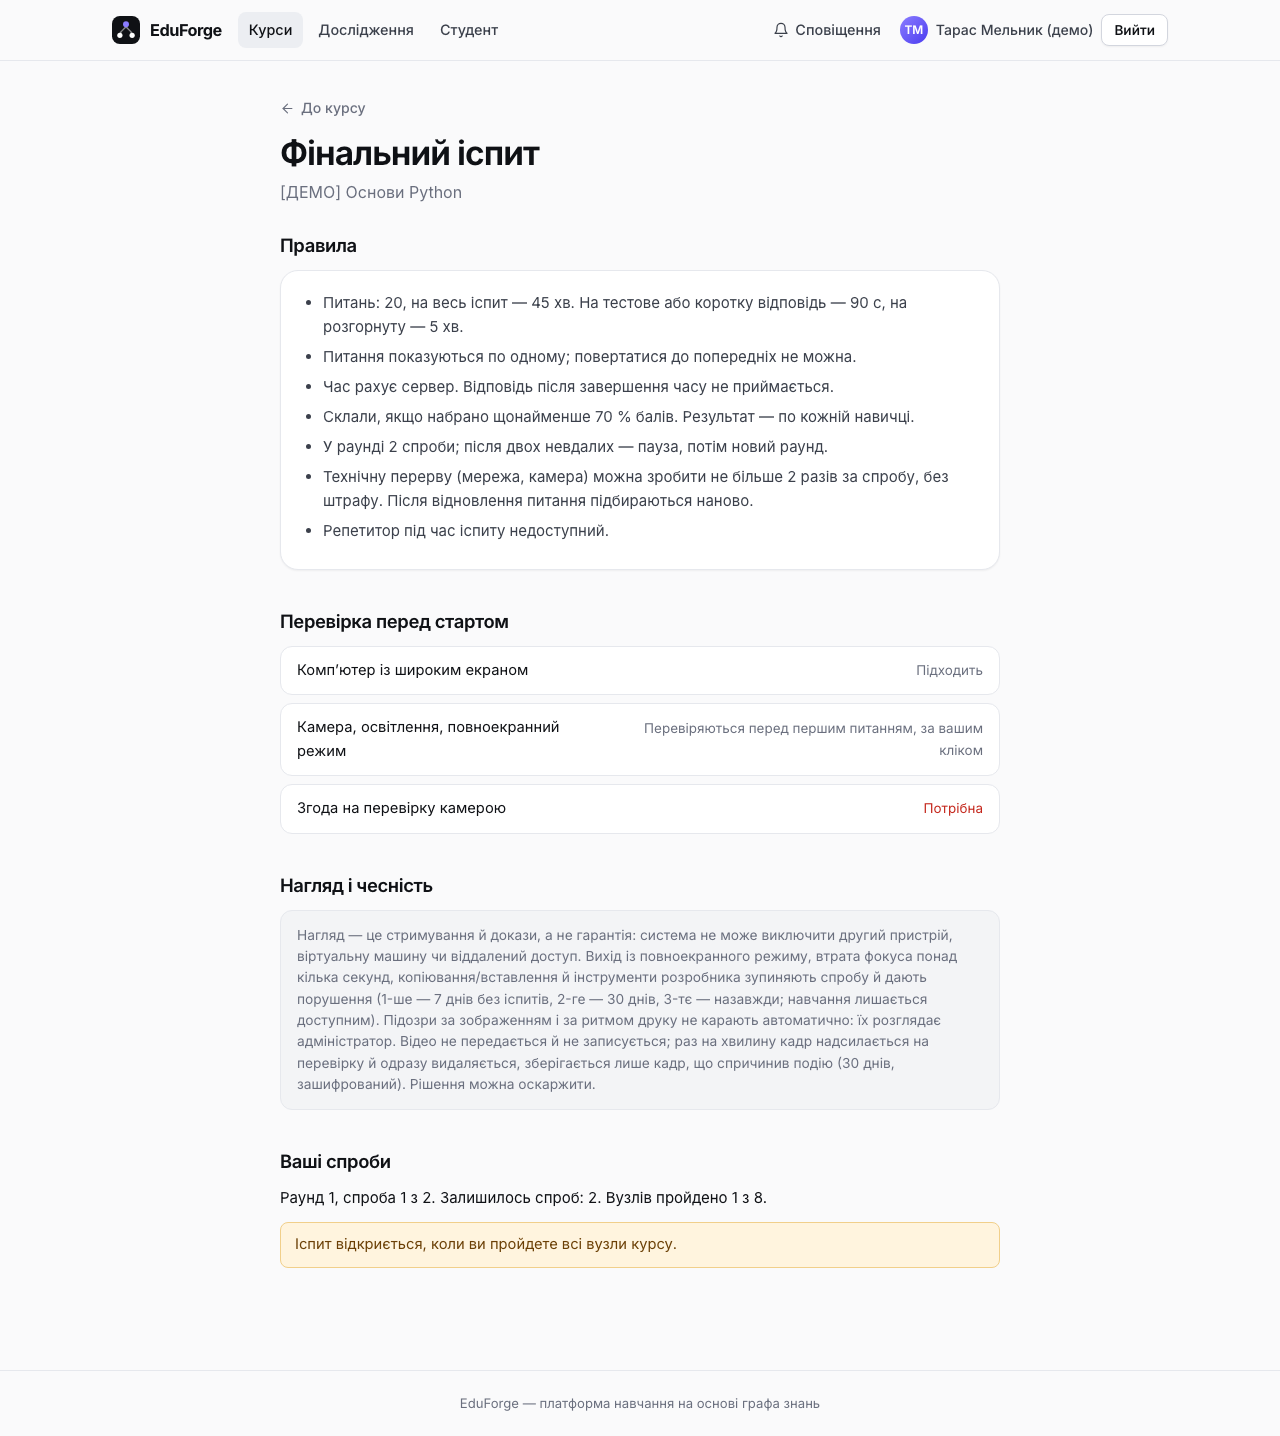 EduForge
Курси
Дослідження
Студент
Сповіщення
ТМ
Тарас Мельник (демо)
Вийти
← До курсу
Фінальний іспит
[ДЕМО] Основи Python
Правила
• Питань: 20, на весь іспит — 45 хв. На тестове або коротку відповідь — 90 с, на
розгорнуту — 5 хв.
• Питання показуються по одному; повертатися до попередніх не можна.
• Час рахує сервер. Відповідь після завершення часу не приймається.
• Склали, якщо набрано щонайменше 70 % балів. Результат — по кожній навичці.
• У раунді 2 спроби; після двох невдалих — пауза, потім новий раунд.
• Технічну перерву (мережа, камера) можна зробити не більше 2 разів за спробу, без
штрафу. Після відновлення питання підбираються наново.
• Репетитор під час іспиту недоступний.
Перевірка перед стартом
Комп’ютер із широким екраном
Підходить
Камера, освітлення, повноекранний
режим
Перевіряються перед першим питанням, за вашим
кліком
Згода на перевірку камерою
Потрібна
Нагляд і чесність
Нагляд — це стримування й докази, а не гарантія: система не може виключити другий пристрій,
віртуальну машину чи віддалений доступ. Вихід із повноекранного режиму, втрата фокуса понад
кілька секунд, копіювання/вставлення й інструменти розробника зупиняють спробу й дають
порушення (1-ше — 7 днів без іспитів, 2-ге — 30 днів, 3-тє — назавжди; навчання лишається
доступним). Підозри за зображенням і за ритмом друку не карають автоматично: їх розглядає
адміністратор. Відео не передається й не записується; раз на хвилину кадр надсилається на
перевірку й одразу видаляється, зберігається лише кадр, що спричинив подію (30 днів,
зашифрований). Рішення можна оскаржити.
Ваші спроби
Раунд 1, спроба 1 з 2. Залишилось спроб: 2. Вузлів пройдено 1 з 8.
Іспит відкриється, коли ви пройдете всі вузли курсу.
EduForge — платформа навчання на основі графа знань